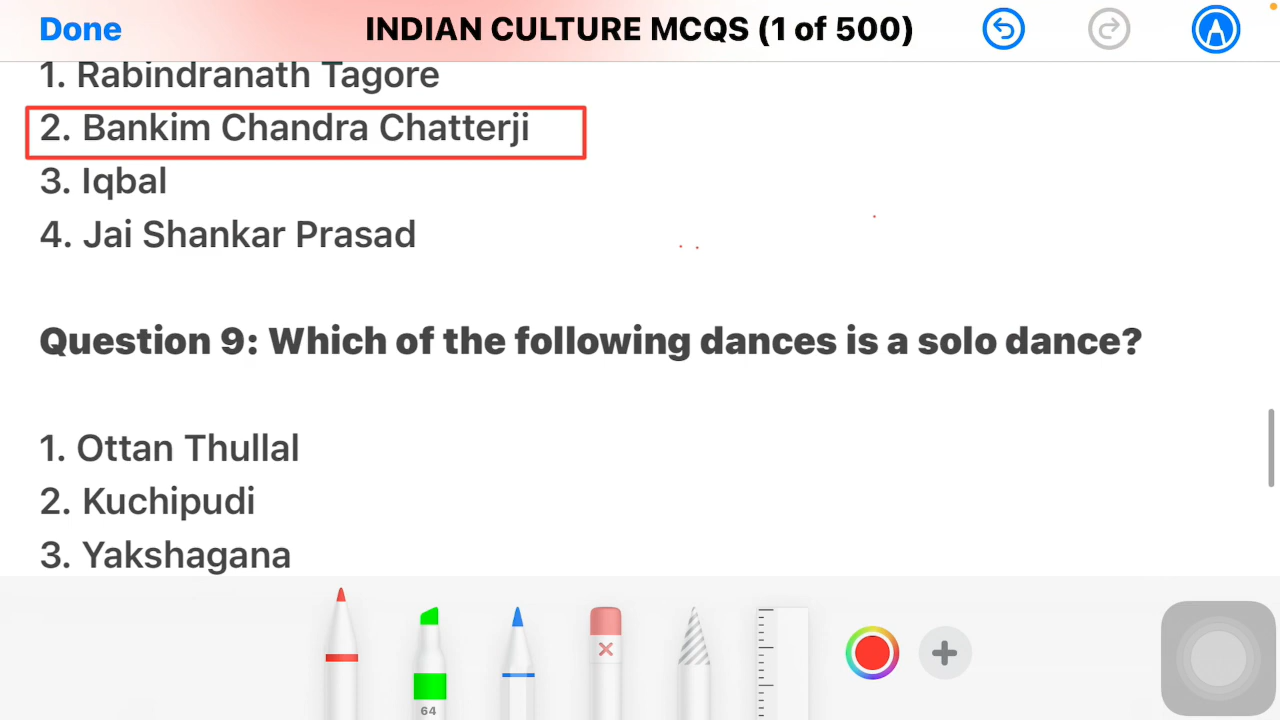 Done INDIAN CULTURE MCQS (1 of 500)
1. Rabindranath Tagore
2. Bankim Chandra Chatterji
3. Iqbal
4. Jai Shankar Prasad
Question 9: Which of the following dances is a solo dance?
1. Ottan Thullal
2. Kuchipudi
3. Yakshagana
64